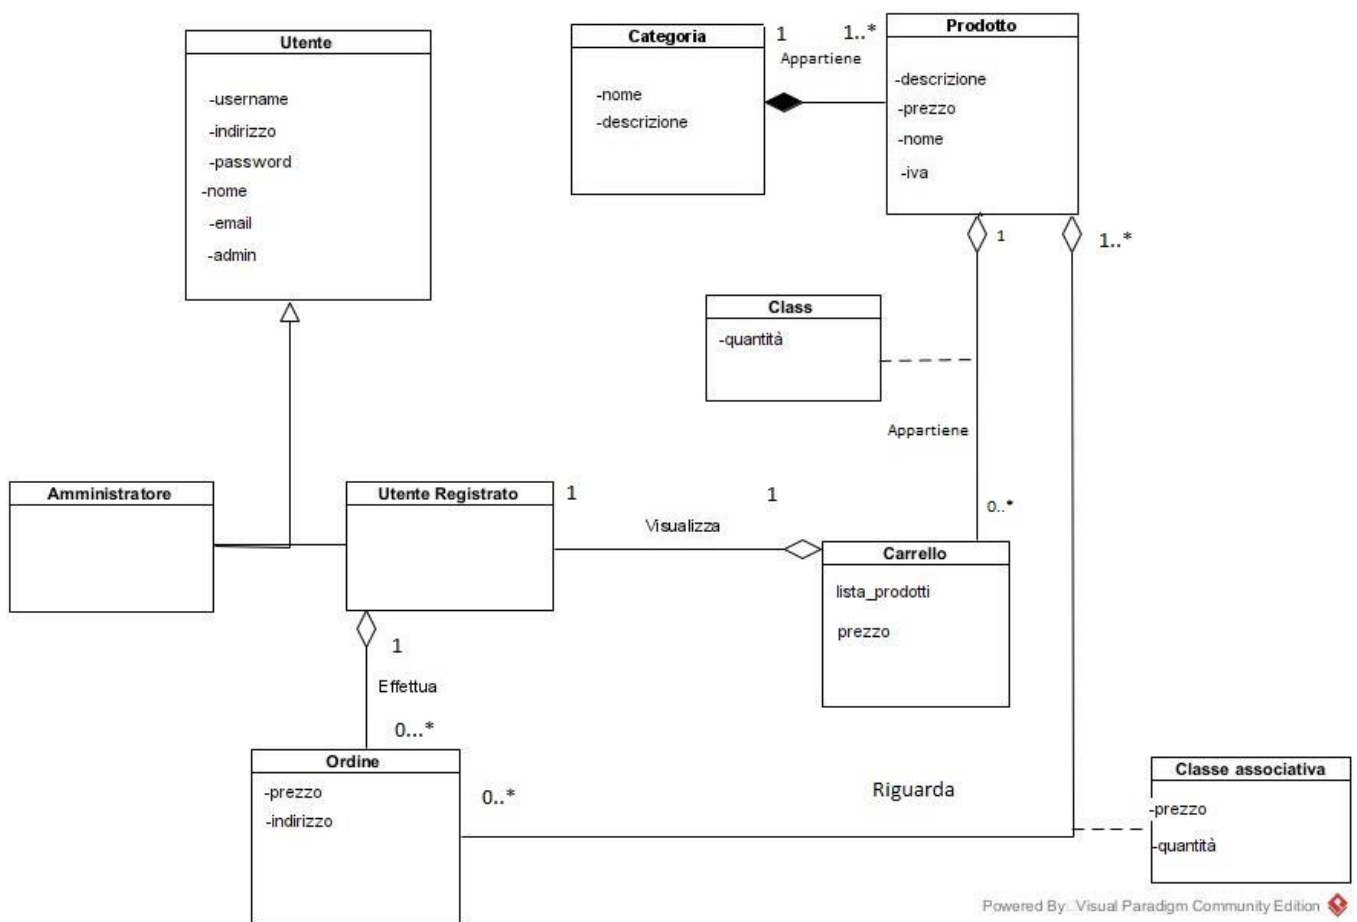 Utente
-username
-indirizzo
-password
-nome
-email
-admin
Categoria
-nome
-descrizione
1
1..*
Appartiene
Prodotto
-descrizione
-prezzo
-nome
-iva
1
1..*
Class
-quantità
Appartiene
0..*
Amministratore
Utente Registrato
1
1
Visualizza
Carrello
lista_prodotti
prezzo
1
Effettua
0...*
Ordine
-prezzo
-indirizzo
0..*
Riguarda
Classe associativa
-prezzo
-quantità
Powered By: Visual Paradigm Community Edition